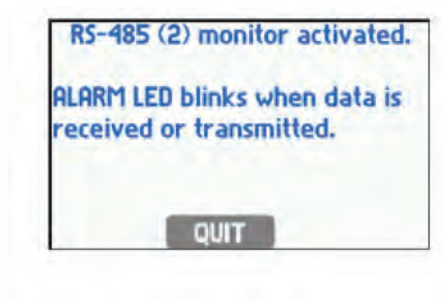 RS-485 (2) monitor activated.
ALARM LED blinks when data is
received or transmitted.
QUIT